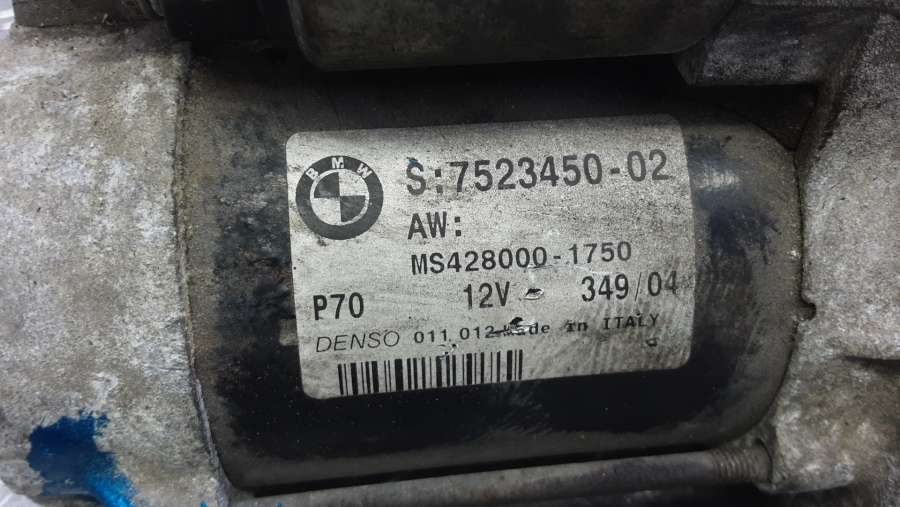 BMW
S:7523450-02
AW:
MS428000-1750
P70 12V 349/04
DENSO 011 012 Made in ITALY